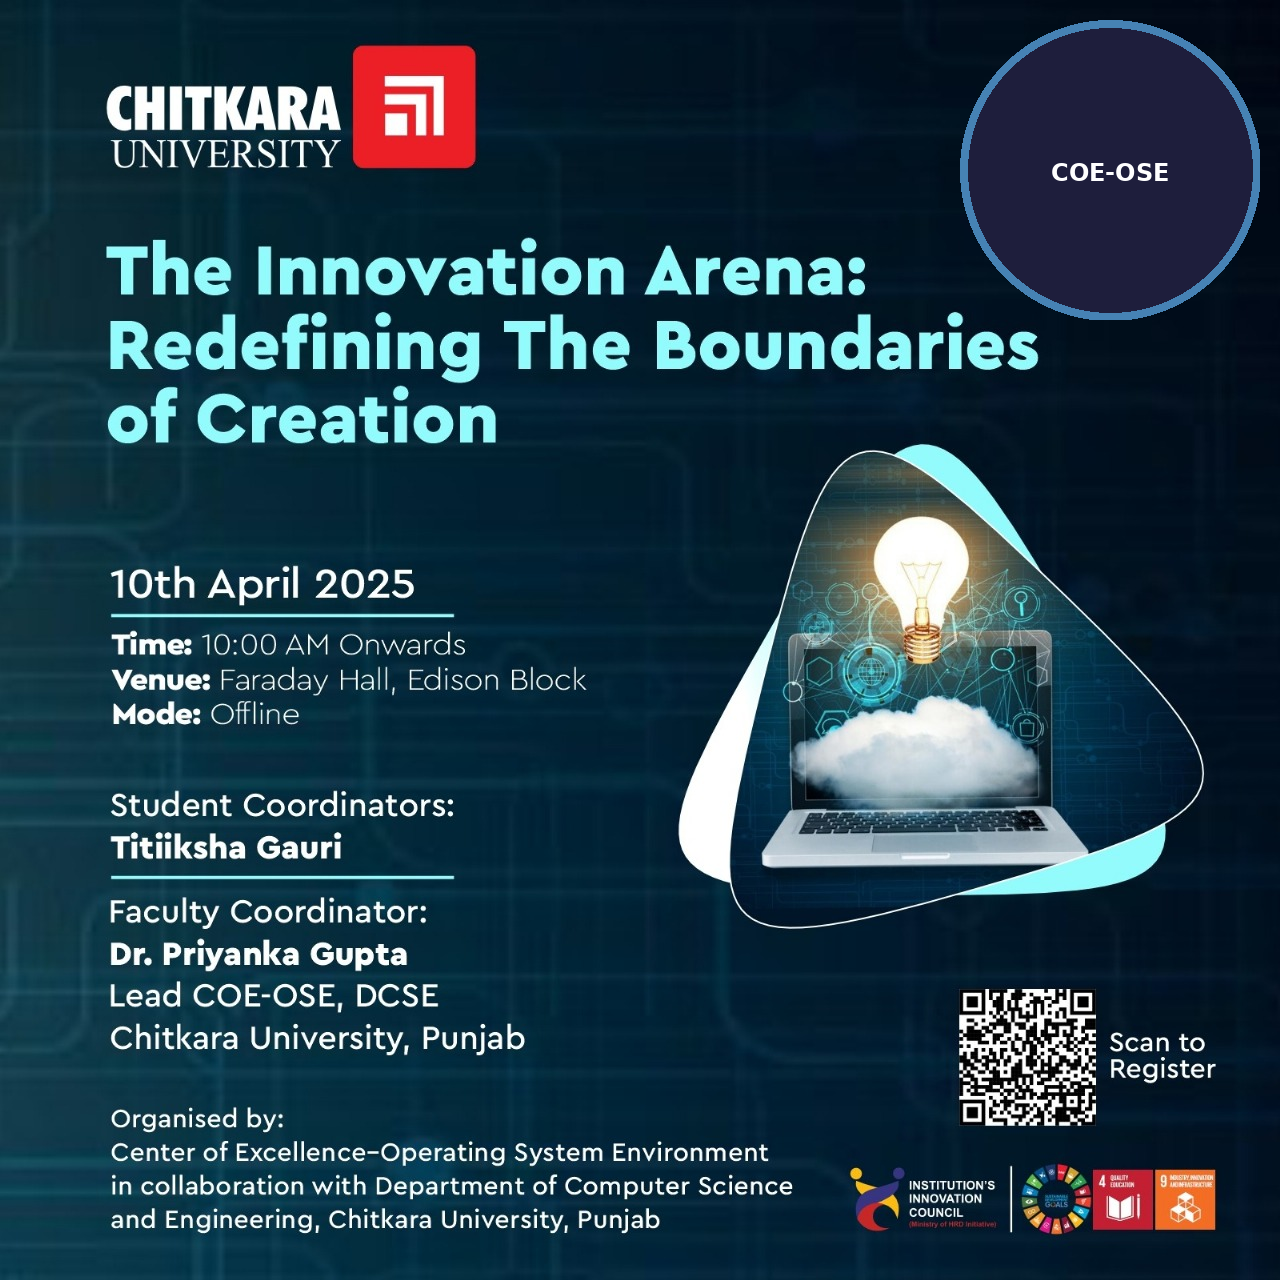 CHITKARA
UNIVERSITY
COE-OSE
The Innovation Arena:
Redefining The Boundaries
of Creation
10th April 2025
Time: 10:00 AM Onwards
Venue: Faraday Hall, Edison Block
Mode: Offline
Student Coordinators:
Titiiksha Gauri
Faculty Coordinator:
Dr. Priyanka Gupta
Lead COE-OSE, DCSE
Chitkara University, Punjab
Scan to
Register
Organised by:
Center of Excellence–Operating System Environment
in collaboration with Department of Computer Science
and Engineering, Chitkara University, Punjab
INSTITUTION'S
INNOVATION
COUNCIL
(Ministry of HRD Initiative)
SUSTAINABLE
DEVELOPMENT
GOALS
4 QUALITY
EDUCATION
9 INDUSTRY, INNOVATION
AND INFRASTRUCTURE